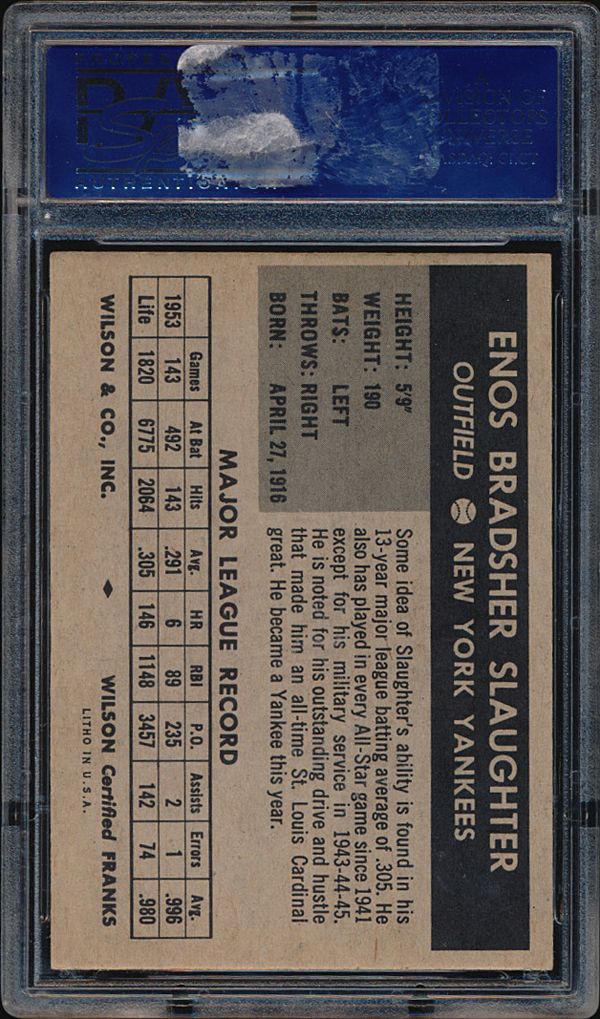 ENOS BRADSHER SLAUGHTER
OUTFIELD NEW YORK YANKEES
HEIGHT: 5'9"
WEIGHT: 190
BATS: LEFT
THROWS: RIGHT
BORN: APRIL 27, 1916
Some idea of Slaughter's ability is found in his
13-year major league batting average of .305. He
also has played in every All-Star game since 1941
except for his military service in 1943-44-45.
He is noted for his outstanding drive and hustle
that made him an all-time St. Louis Cardinal
great. He became a Yankee this year.
MAJOR LEAGUE RECORD
Games At Bat Hits Avg. HR RBI P.O. Assists Errors Avg.
1953 143 492 143 .291 6 89 235 2 1 .996
Life 1820 6775 2064 .305 146 1148 3457 142 74 .980
WILSON & CO., INC. ♦ WILSON Certified FRANKS
LITHO IN U.S.A.
PSA
COLLECTORS
UNIVERSE
NASDAQ: CLCT